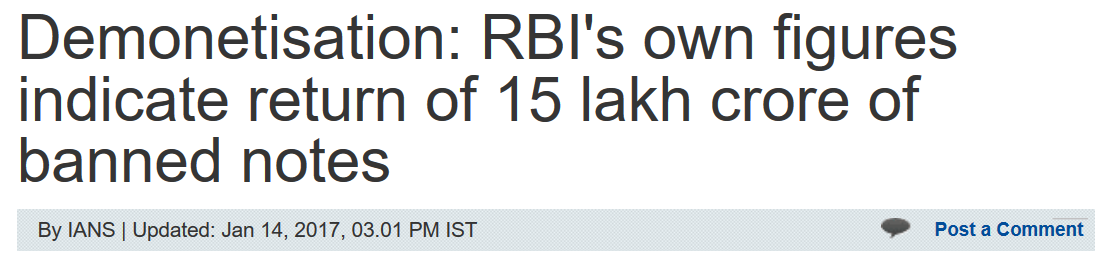 Demonetisation: RBI's own figures
indicate return of 15 lakh crore of
banned notes
By IANS | Updated: Jan 14, 2017, 03.01 PM IST
Post a Comment